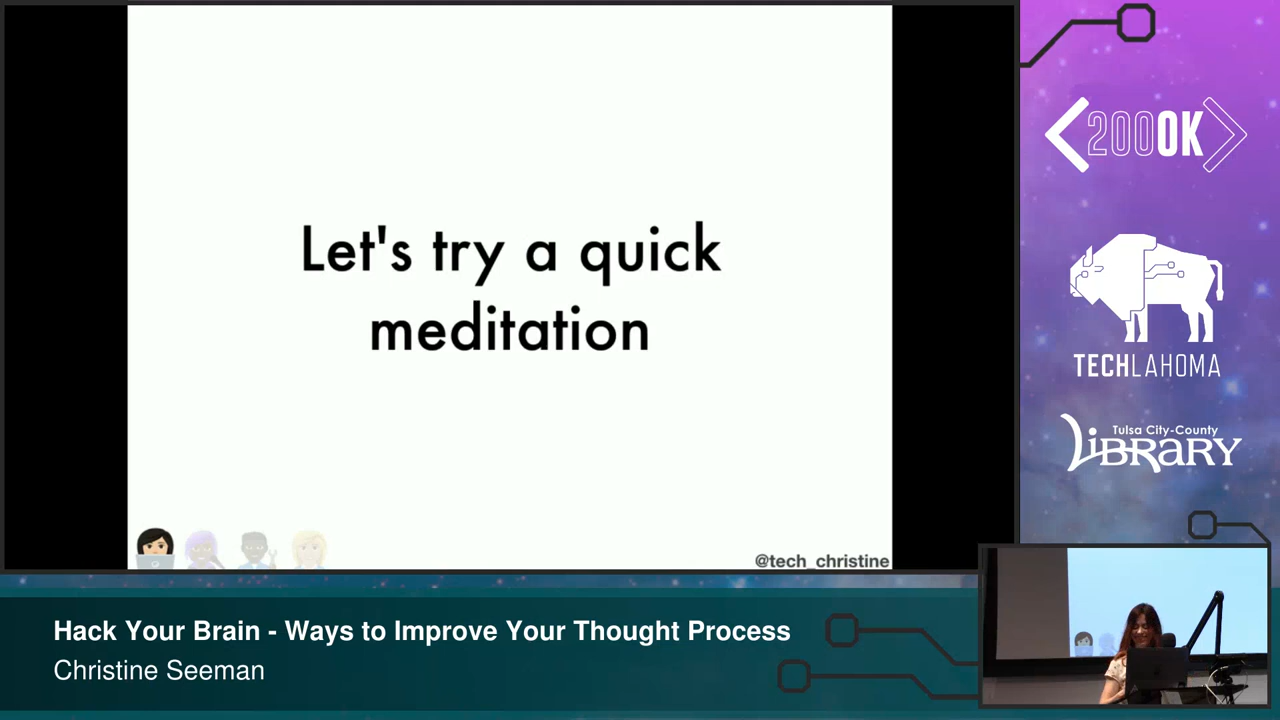 Let's try a quick
meditation
@tech_christine
<200OK>
TECHLAHOMA
Tulsa City-County
LIBRARY
Hack Your Brain - Ways to Improve Your Thought Process
Christine Seeman